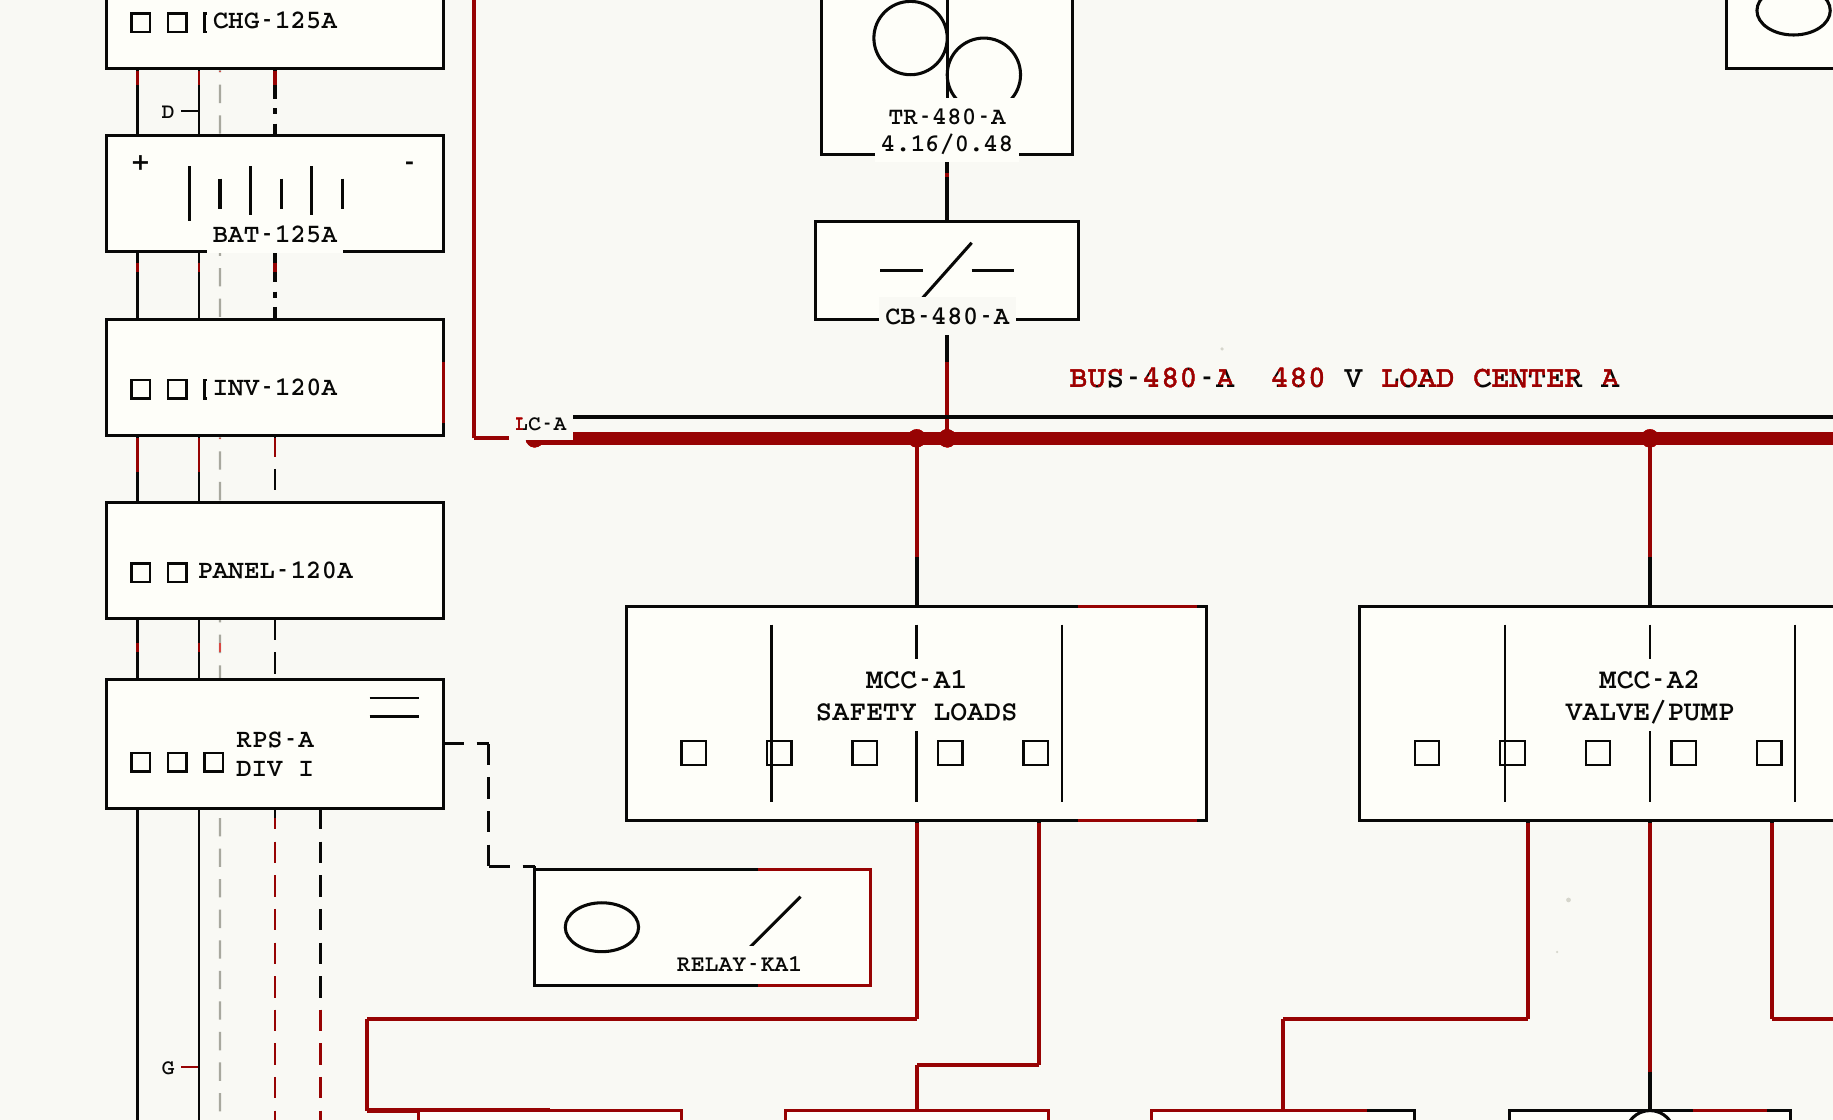 CHG-125A
D
TR-480-A
4.16/0.48
+ -
BAT-125A
CB-480-A
INV-120A
BUS-480-A 480 V LOAD CENTER A
LC-A
PANEL-120A
MCC-A1
SAFETY LOADS
MCC-A2
VALVE/PUMP
RPS-A
DIV I
RELAY-KA1
G